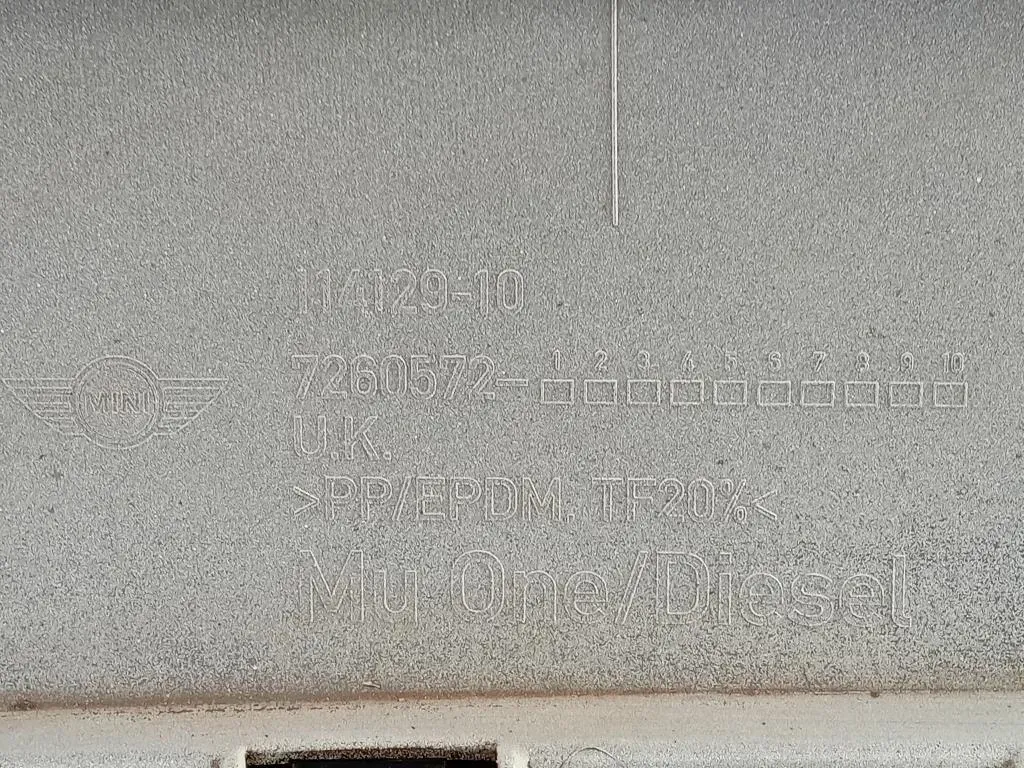 114129-10
7260572- 1 2 3 4 5 6 7 8 9 10
MINI
U.K.
>PP/EPDM. TF20%<
Mu One/Diesel